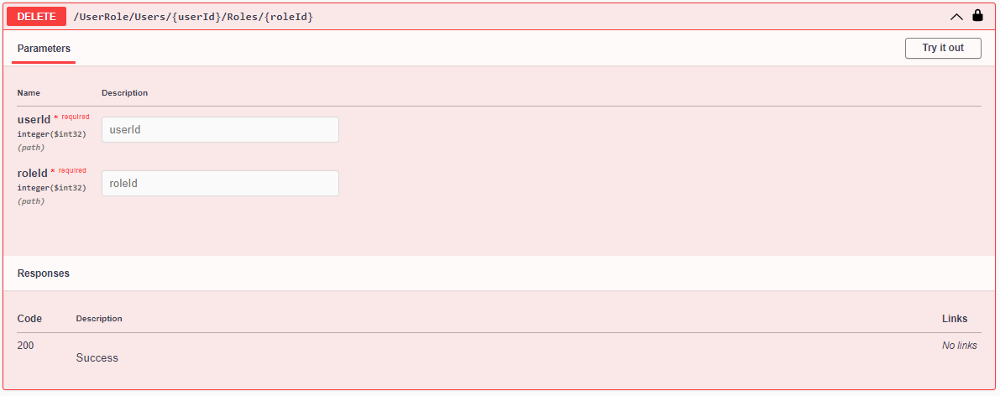 DELETE /UserRole/Users/{userId}/Roles/{roleId}
Parameters Try it out
Name Description
userId * required
integer($int32) userId
(path)
roleId * required
integer($int32) roleId
(path)
Responses
Code Description Links
200 No links
Success